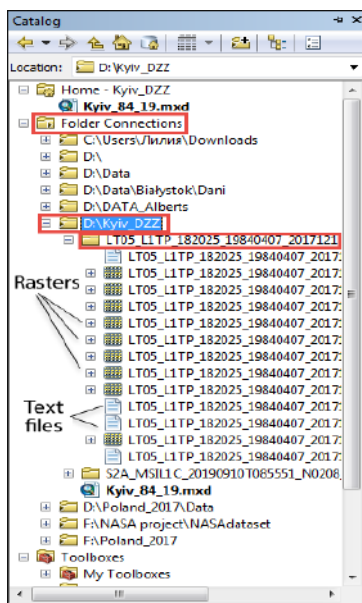 Catalog
Location: D:\Kyiv_DZZ
Home - Kyiv_DZZ
Kyiv_84_19.mxd
Folder Connections
C:\Users\Лилия\Downloads
D:\
D:\Data
D:\Data\Białystok\Dani
D:\DATA_Alberts
D:\Kyiv_DZZ
LT05_L1TP_182025_19840407_2017121
LT05_L1TP_182025_19840407_2017
LT05_L1TP_182025_19840407_2017
Rasters
LT05_L1TP_182025_19840407_2017
LT05_L1TP_182025_19840407_2017
LT05_L1TP_182025_19840407_2017
LT05_L1TP_182025_19840407_2017
LT05_L1TP_182025_19840407_2017
Text
files
LT05_L1TP_182025_19840407_2017
LT05_L1TP_182025_19840407_2017
LT05_L1TP_182025_19840407_2017
LT05_L1TP_182025_19840407_2017
S2A_MSIL1C_20190910T085551_N0208
Kyiv_84_19.mxd
D:\Poland_2017\Data
F:\NASA project\NASAdataset
F:\Poland_2017
Toolboxes
My Toolboxes